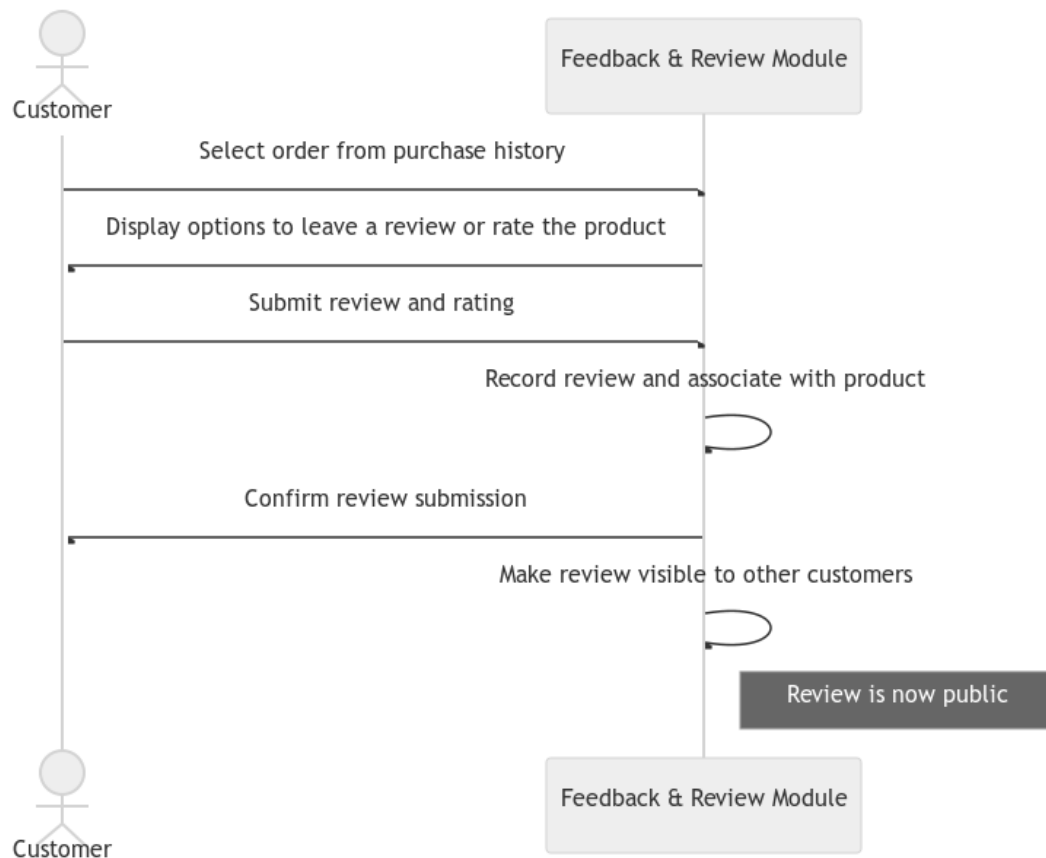 Feedback & Review Module
Customer
Select order from purchase history
Display options to leave a review or rate the product
Submit review and rating
Record review and associate with product
Confirm review submission
Make review visible to other customers
Review is now public
Feedback & Review Module
Customer